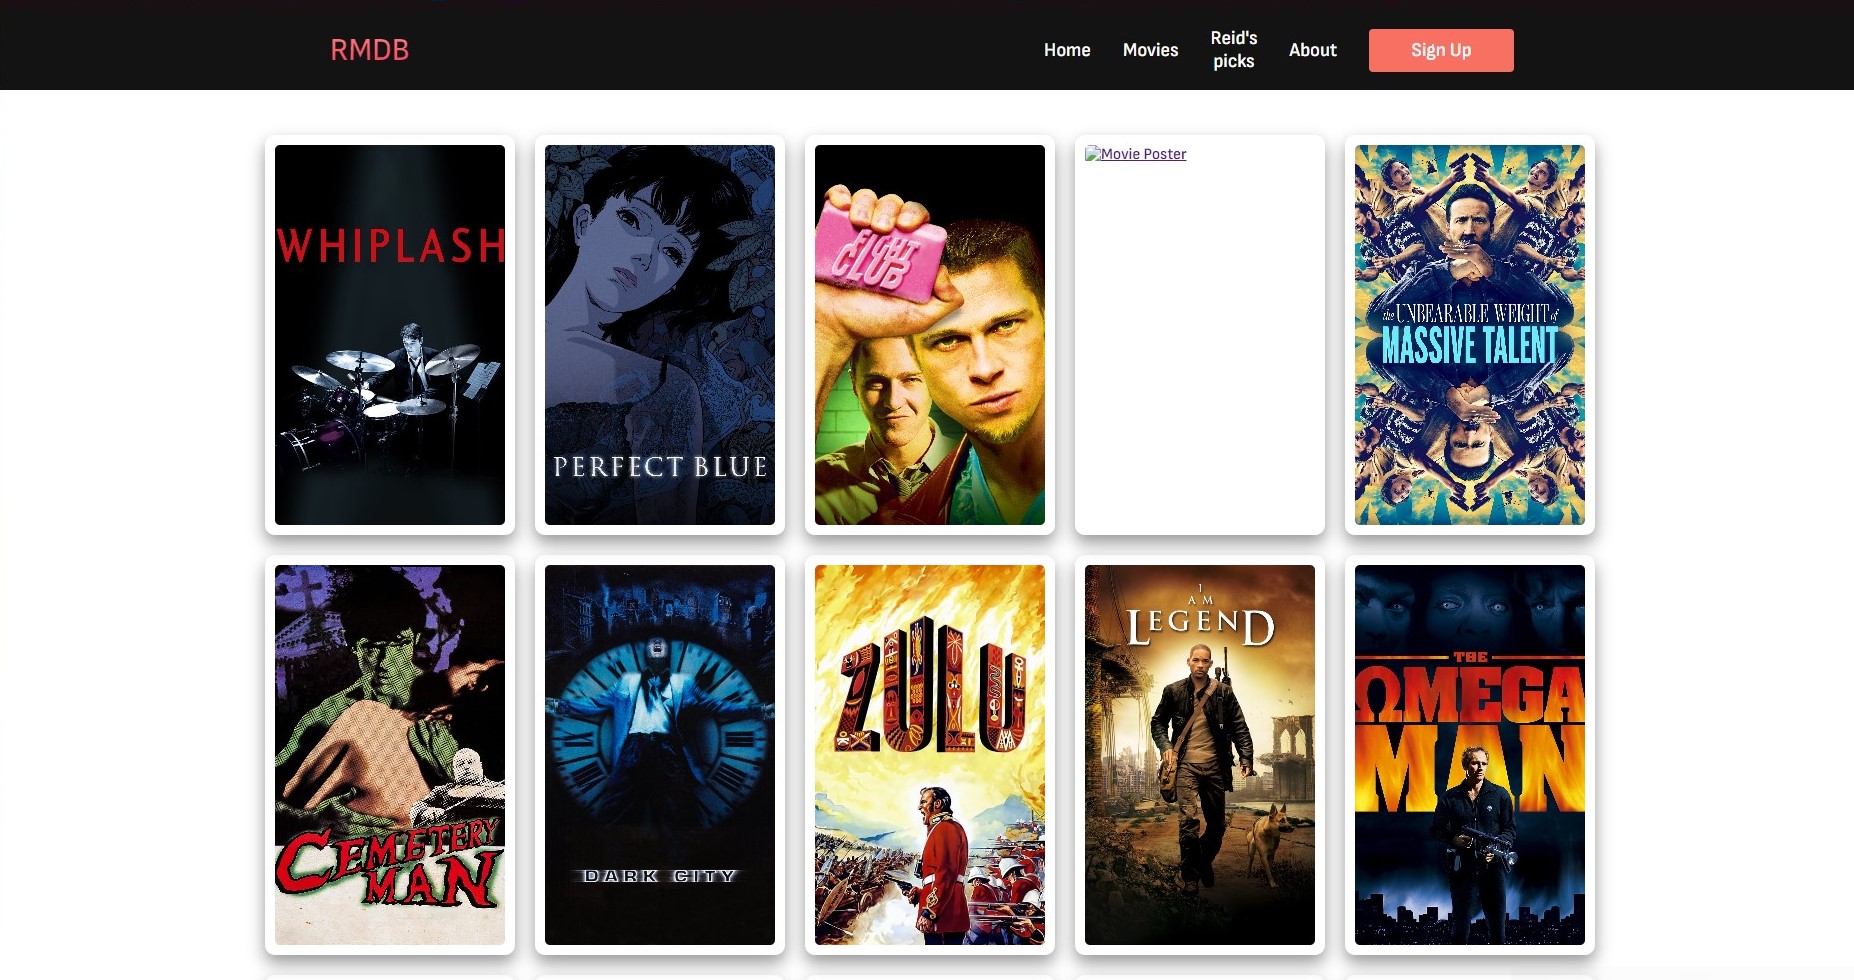 RMDB
Home
Movies
Reid's
picks
About
Sign Up
WHIPLASH
PERFECT BLUE
FIGHT
CLUB
Movie Poster
the UNBEARABLE WEIGHT of
MASSIVE TALENT
CEMETERY
MAN
DARK CITY
ZULU
I
AM
LEGEND
THE
ΩMEGA
MAN